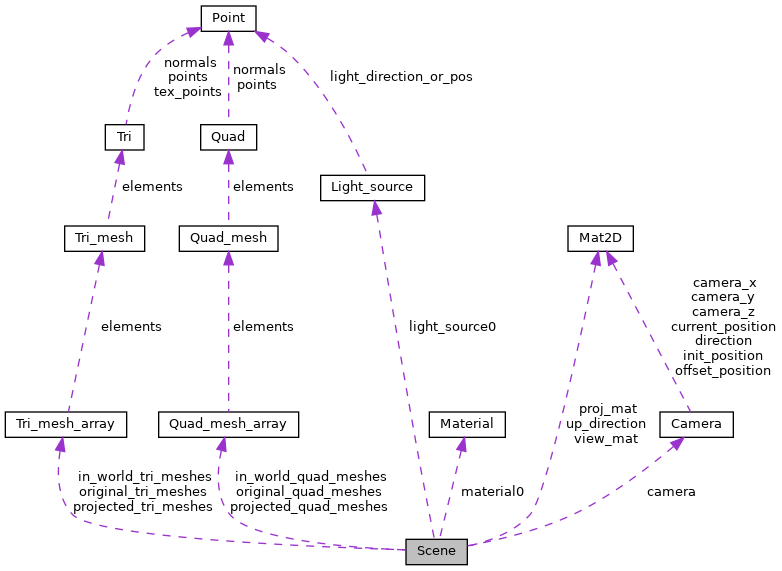 Point
normals
points
tex_points
normals
points
light_direction_or_pos
Tri
Quad
Light_source
elements
elements
Tri_mesh
Quad_mesh
Mat2D
camera_x
camera_y
camera_z
current_position
direction
init_position
offset_position
elements
elements
light_source0
Tri_mesh_array
Quad_mesh_array
Material
Camera
proj_mat
up_direction
view_mat
in_world_tri_meshes
original_tri_meshes
projected_tri_meshes
in_world_quad_meshes
original_quad_meshes
projected_quad_meshes
material0
camera
Scene